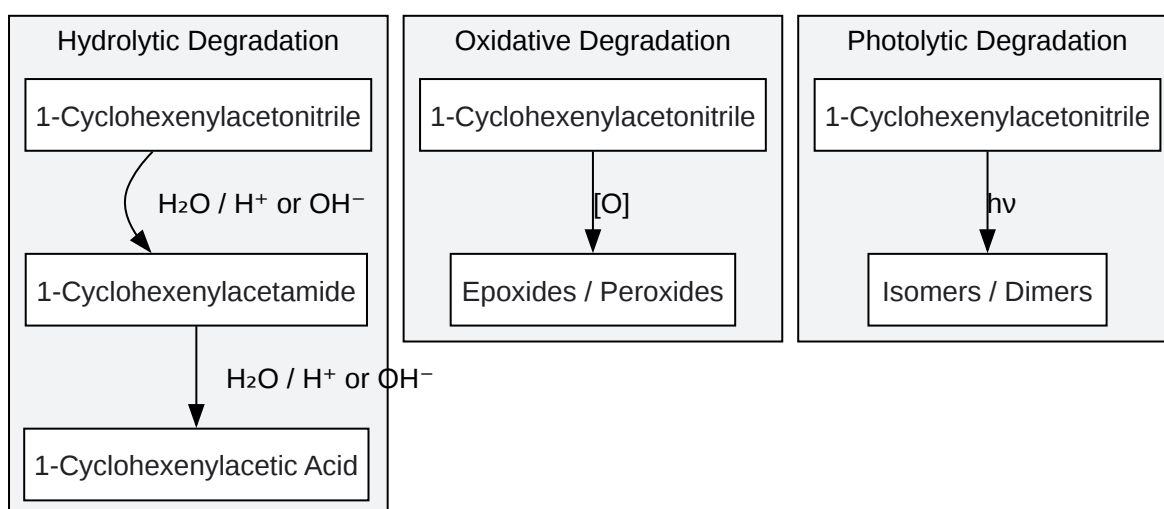 Hydrolytic Degradation
1-Cyclohexenylacetonitrile
H₂O / H⁺ or OH⁻
1-Cyclohexenylacetamide
H₂O / H⁺ or OH⁻
1-Cyclohexenylacetic Acid
Oxidative Degradation
1-Cyclohexenylacetonitrile
[O]
Epoxides / Peroxides
Photolytic Degradation
1-Cyclohexenylacetonitrile
hν
Isomers / Dimers